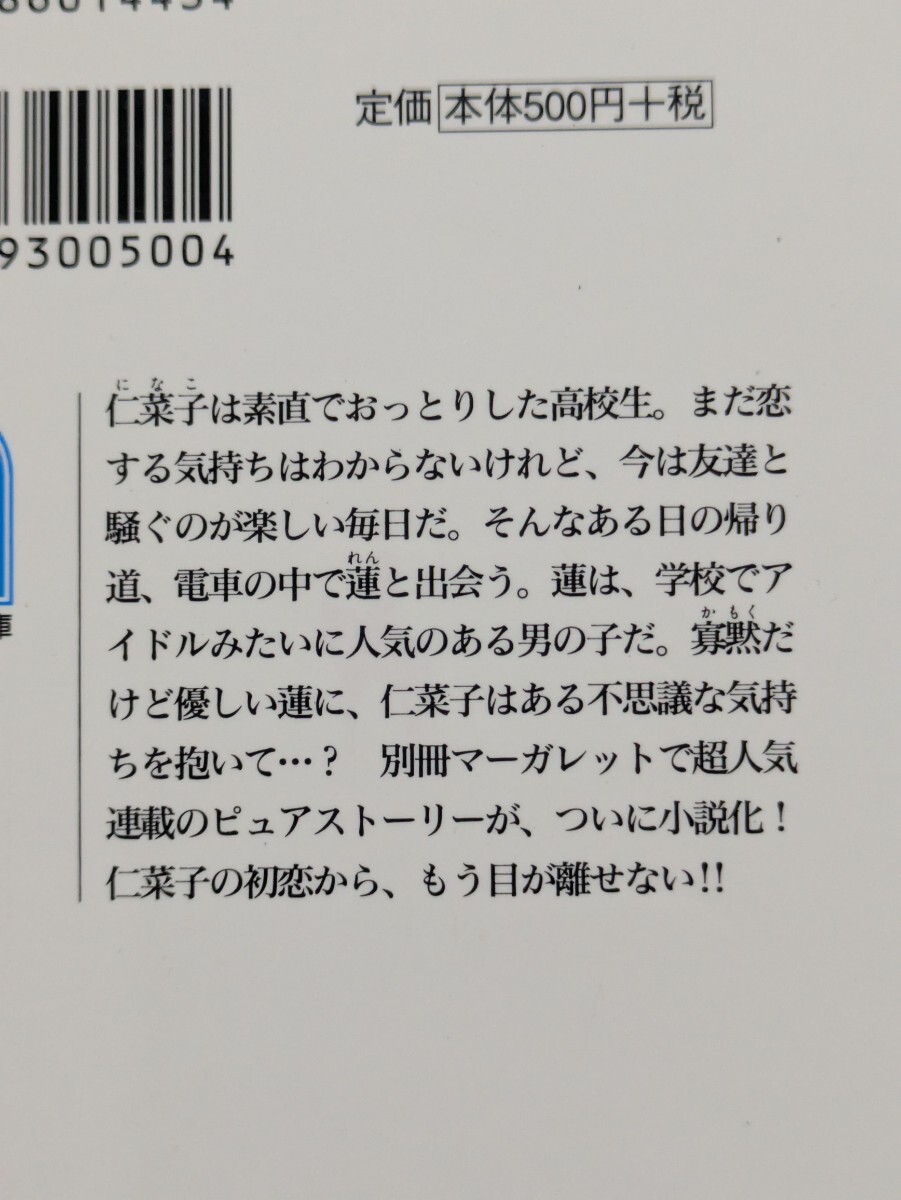 定価 本体500円+税
93005004
仁菜子は素直でおっとりした高校生。まだ恋
する気持ちはわからないけれど、今は友達と
騒ぐのが楽しい毎日だ。そんなある日の帰り
道、電車の中で蓮と出会う。蓮は、学校でア
イドルみたいに人気のある男の子だ。寡黙だ
けど優しい蓮に、仁菜子はある不思議な気持
ちを抱いて…? 別冊マーガレットで超人気
連載のピュアストーリーが、ついに小説化!
仁菜子の初恋から、もう目が離せない!!